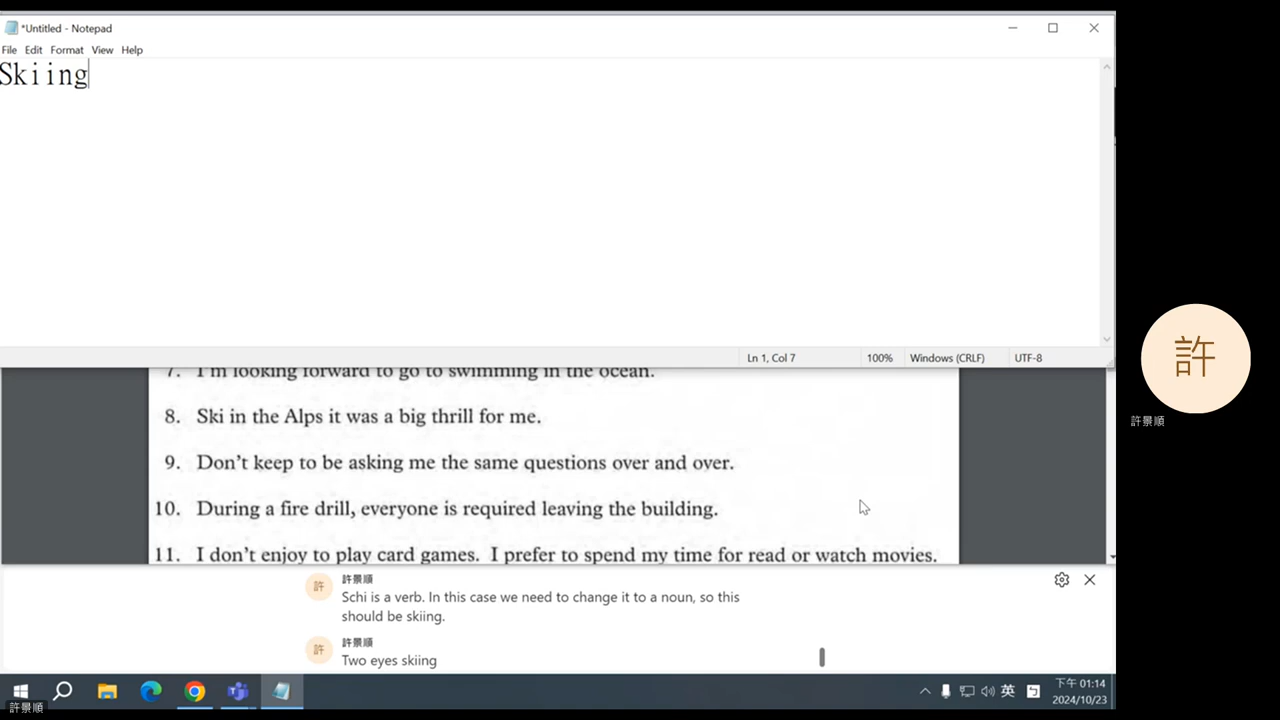 *Untitled - Notepad
File Edit Format View Help
Skiing
Ln 1, Col 7 100% Windows (CRLF) UTF-8
7. I'm looking forward to go to swimming in the ocean.
8. Ski in the Alps it was a big thrill for me.
9. Don't keep to be asking me the same questions over and over.
10. During a fire drill, everyone is required leaving the building.
11. I don't enjoy to play card games. I prefer to spend my time for read or watch movies.
許
許景順
許
許景順
Schi is a verb. In this case we need to change it to a noun, so this
should be skiing.
許
許景順
Two eyes skiing
英
下午 01:14
2024/10/23
許景順